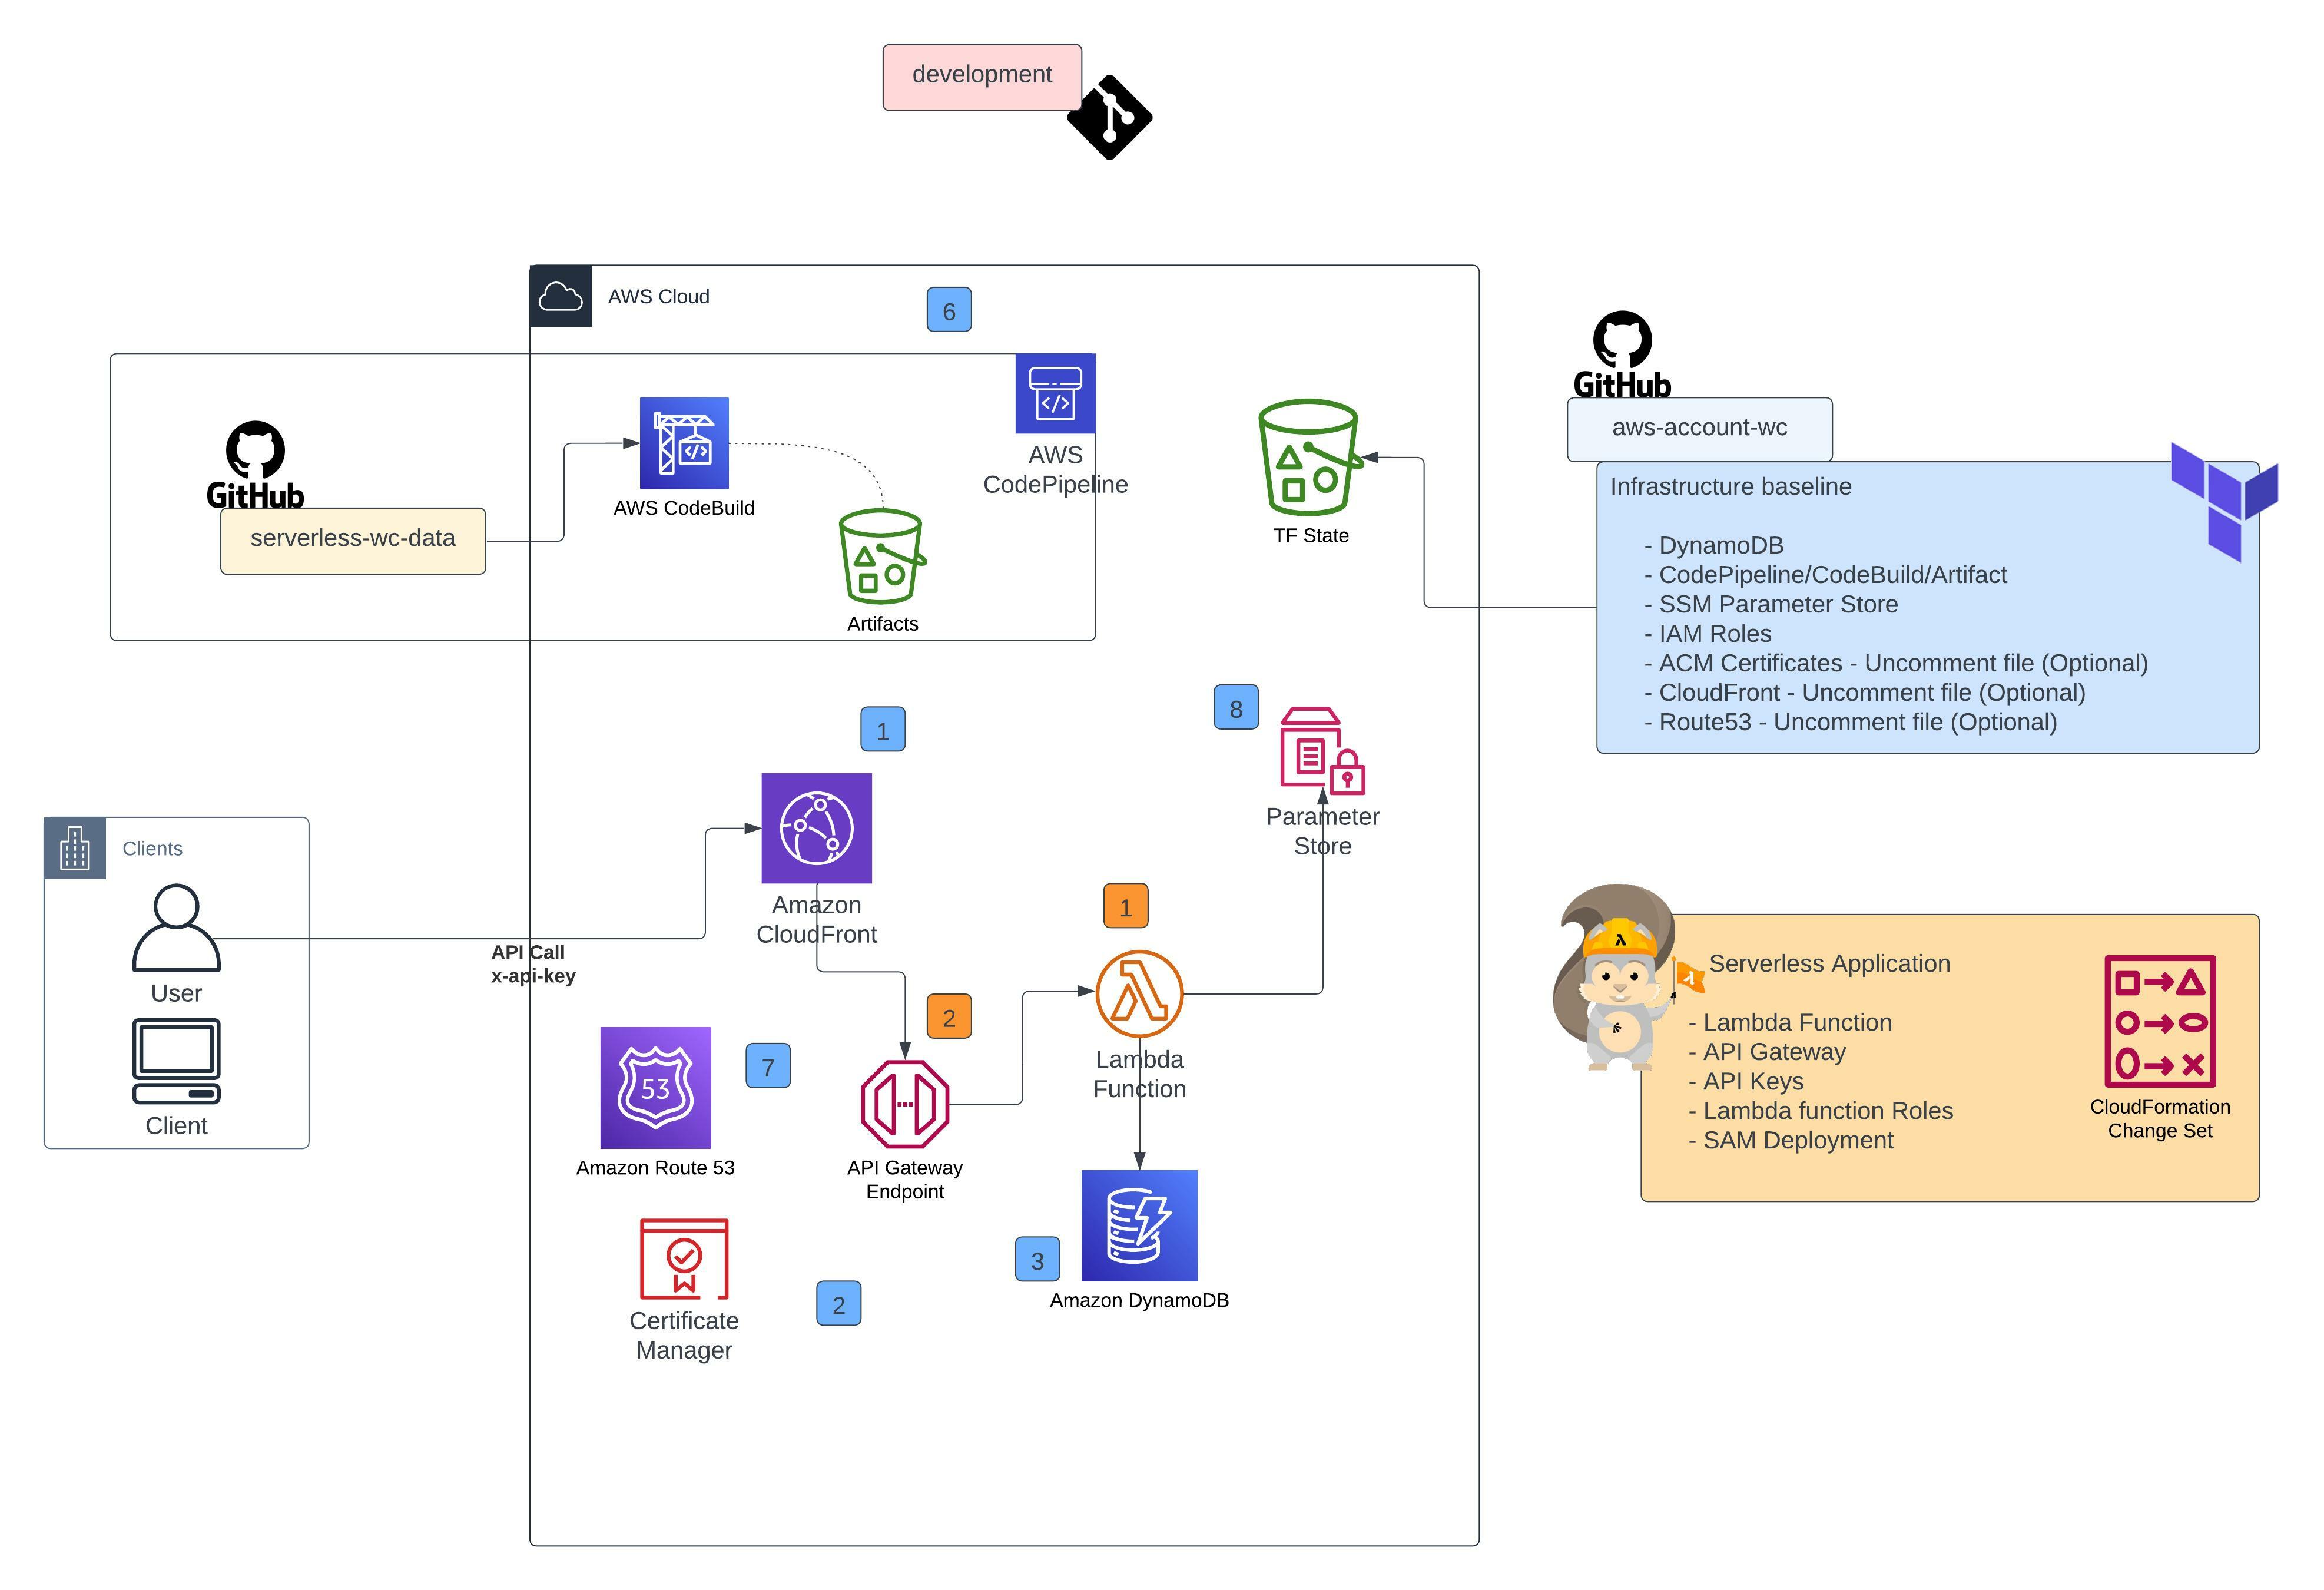 development
AWS Cloud
6
GitHub
serverless-wc-data
AWS CodeBuild
Artifacts
AWS
CodePipeline
TF State
GitHub
aws-account-wc
Infrastructure baseline
- DynamoDB
- CodePipeline/CodeBuild/Artifact
- SSM Parameter Store
- IAM Roles
- ACM Certificates - Uncomment file (Optional)
- CloudFront - Uncomment file (Optional)
- Route53 - Uncomment file (Optional)
1
8
Parameter
Store
Clients
User
Client
API Call
x-api-key
Amazon
CloudFront
1
Lambda
Function
2
7
53
Amazon Route 53
API Gateway
Endpoint
3
Amazon DynamoDB
2
Certificate
Manager
Serverless Application
- Lambda Function
- API Gateway
- API Keys
- Lambda function Roles
- SAM Deployment
CloudFormation
Change Set